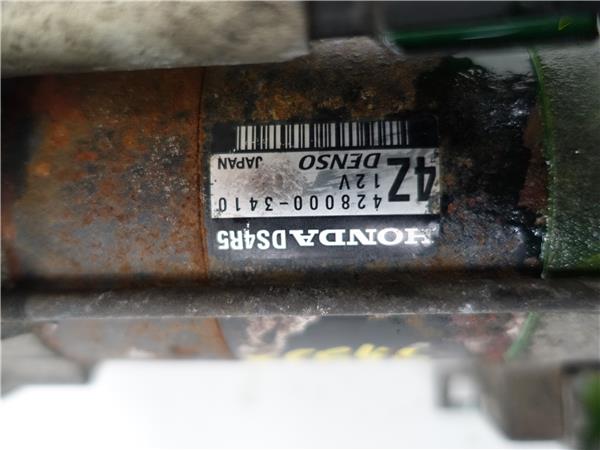 HONDA DS4R5
428000-3410
4Z 12V
DENSO JAPAN